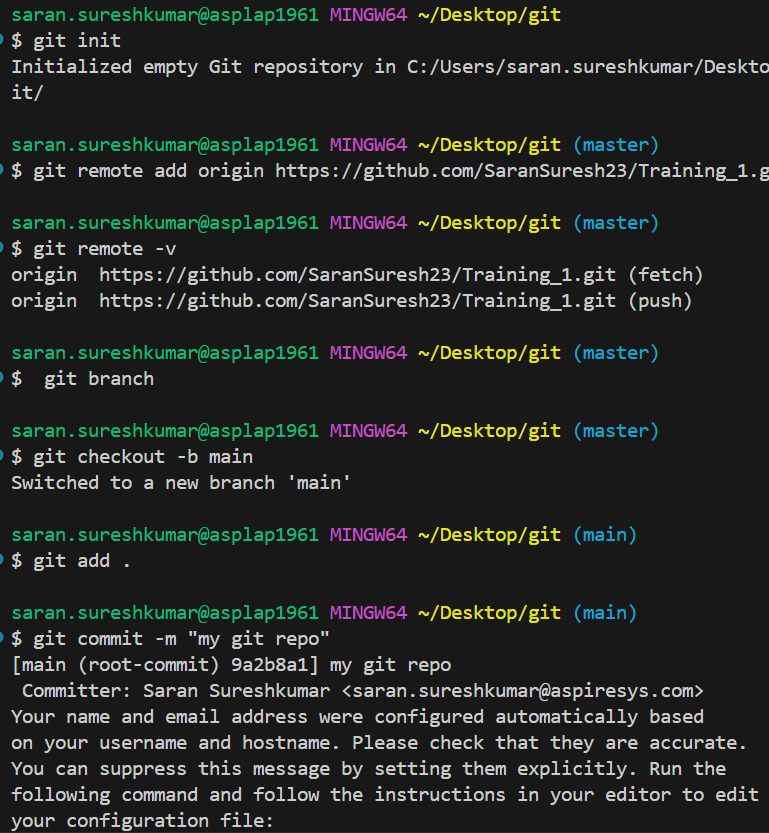 saran.sureshkumar@asplap1961 MINGW64 ~/Desktop/git
$ git init
Initialized empty Git repository in C:/Users/saran.sureshkumar/Deskto
it/
saran.sureshkumar@asplap1961 MINGW64 ~/Desktop/git (master)
$ git remote add origin https://github.com/SaranSuresh23/Training_1.g
saran.sureshkumar@asplap1961 MINGW64 ~/Desktop/git (master)
$ git remote -v
origin  https://github.com/SaranSuresh23/Training_1.git (fetch)
origin  https://github.com/SaranSuresh23/Training_1.git (push)
saran.sureshkumar@asplap1961 MINGW64 ~/Desktop/git (master)
$  git branch
saran.sureshkumar@asplap1961 MINGW64 ~/Desktop/git (master)
$ git checkout -b main
Switched to a new branch 'main'
saran.sureshkumar@asplap1961 MINGW64 ~/Desktop/git (main)
$ git add .
saran.sureshkumar@asplap1961 MINGW64 ~/Desktop/git (main)
$ git commit -m "my git repo"
[main (root-commit) 9a2b8a1] my git repo
 Committer: Saran Sureshkumar <saran.sureshkumar@aspiresys.com>
Your name and email address were configured automatically based
on your username and hostname. Please check that they are accurate.
You can suppress this message by setting them explicitly. Run the
following command and follow the instructions in your editor to edit
your configuration file: